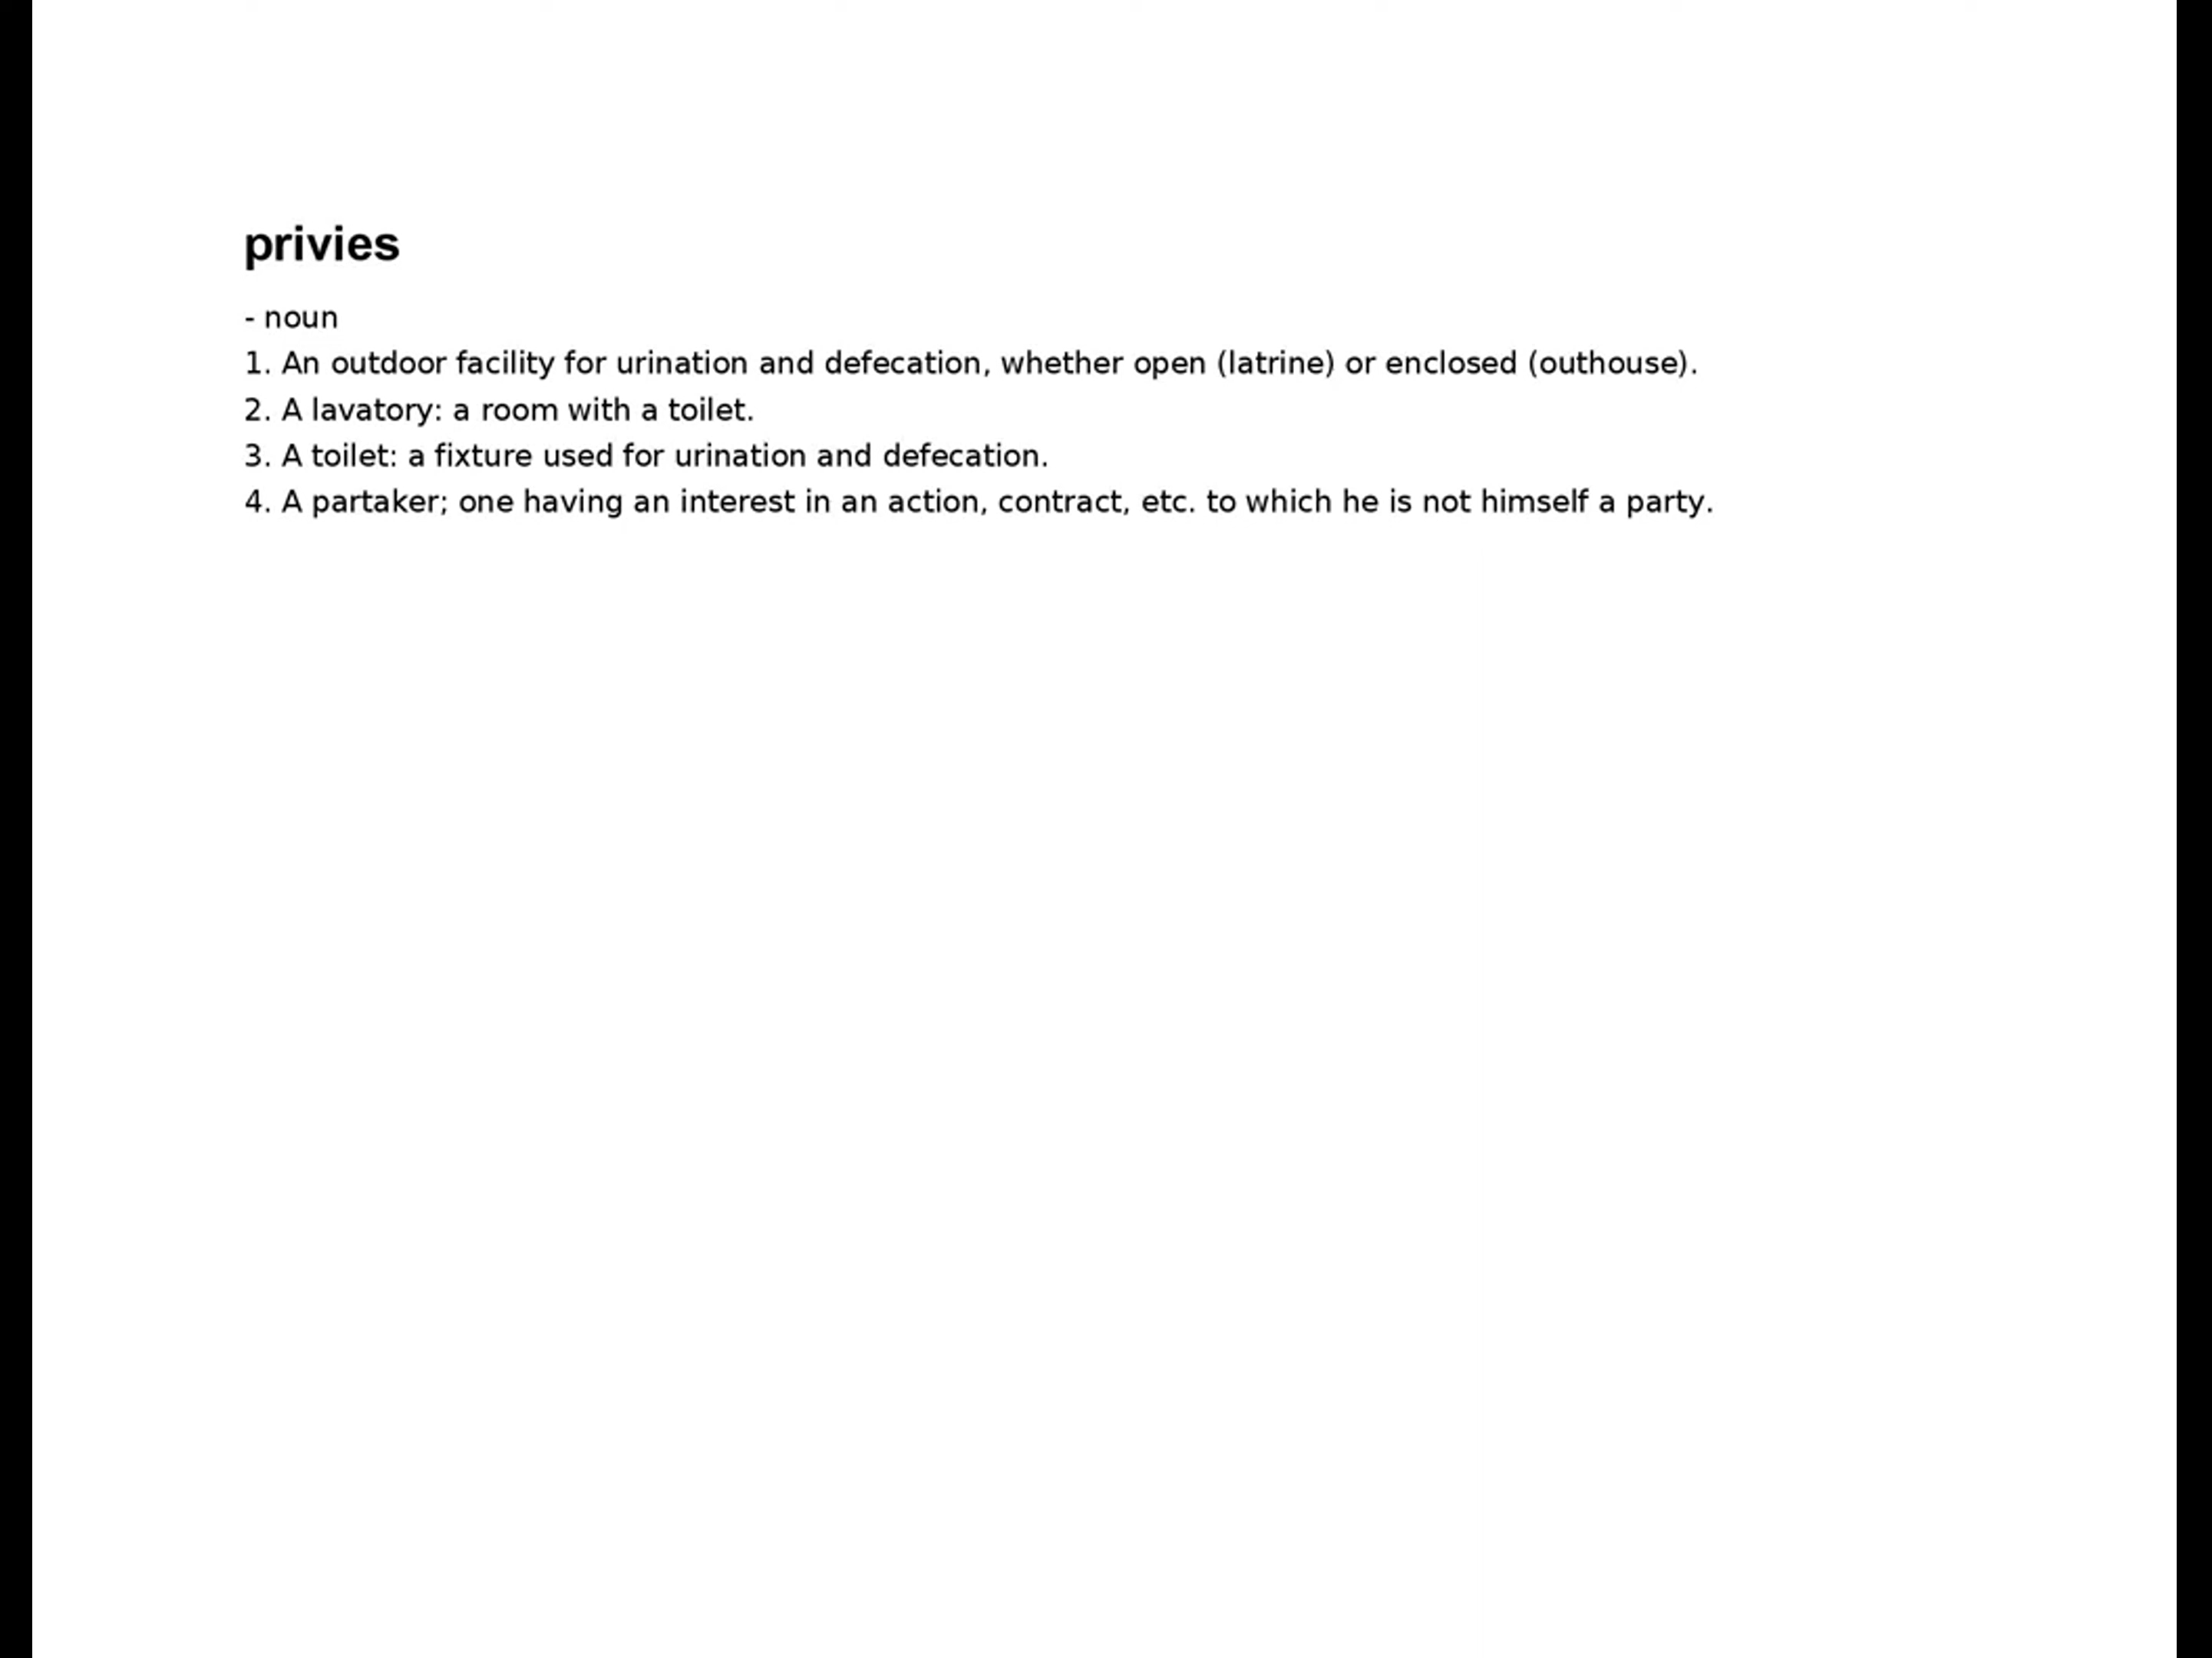 privies
- noun
1. An outdoor facility for urination and defecation, whether open (latrine) or enclosed (outhouse).
2. A lavatory: a room with a toilet.
3. A toilet: a fixture used for urination and defecation.
4. A partaker; one having an interest in an action, contract, etc. to which he is not himself a party.